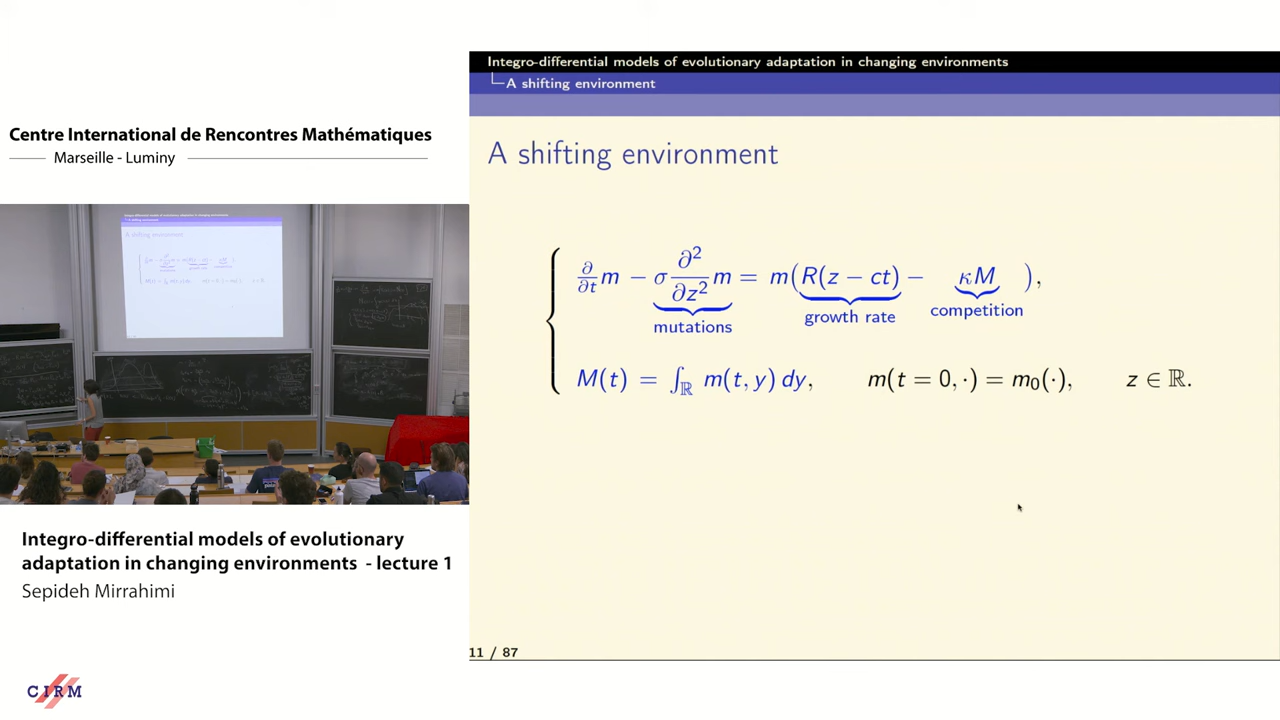 Centre International de Rencontres Mathématiques
Marseille - Luminy
Integro-differential models of evolutionary
adaptation in changing environments - lecture 1
Sepideh Mirrahimi
CIRM
Integro-differential models of evolutionary adaptation in changing environments
A shifting environment
A shifting environment
∂/∂t m − σ ∂²/∂z² m = m(R(z − ct) − κM),
mutations growth rate competition
M(t) = ∫_ℝ m(t, y) dy, m(t = 0, ·) = m₀(·), z ∈ ℝ.
11 / 87